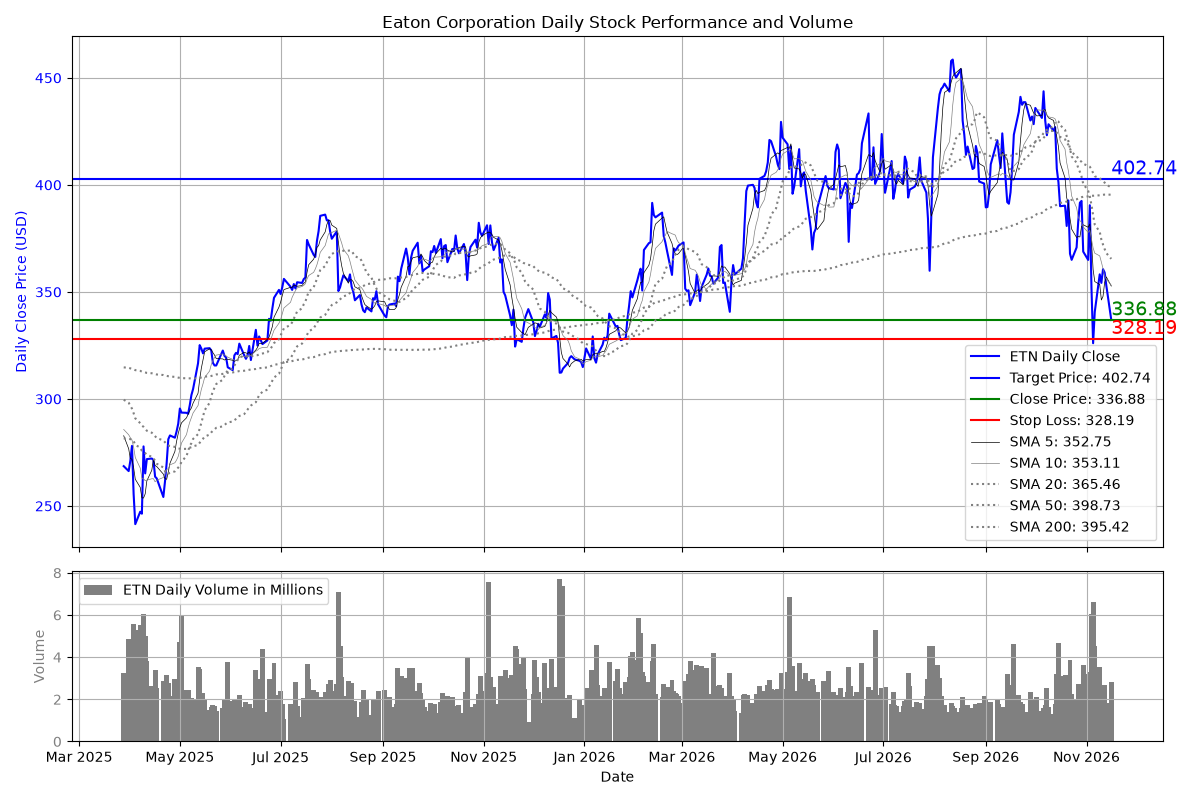 Eaton Corporation Daily Stock Performance and Volume
Daily Close Price (USD)
450
400
350
300
250
402.74
336.88
328.19
ETN Daily Close
Target Price: 402.74
Close Price: 336.88
Stop Loss: 328.19
SMA 5: 352.75
SMA 10: 353.11
SMA 20: 365.46
SMA 50: 398.73
SMA 200: 395.42
Volume
8
6
4
2
0
ETN Daily Volume in Millions
Mar 2025 May 2025 Jul 2025 Sep 2025 Nov 2025 Jan 2026 Mar 2026 May 2026 Jul 2026 Sep 2026 Nov 2026
Date